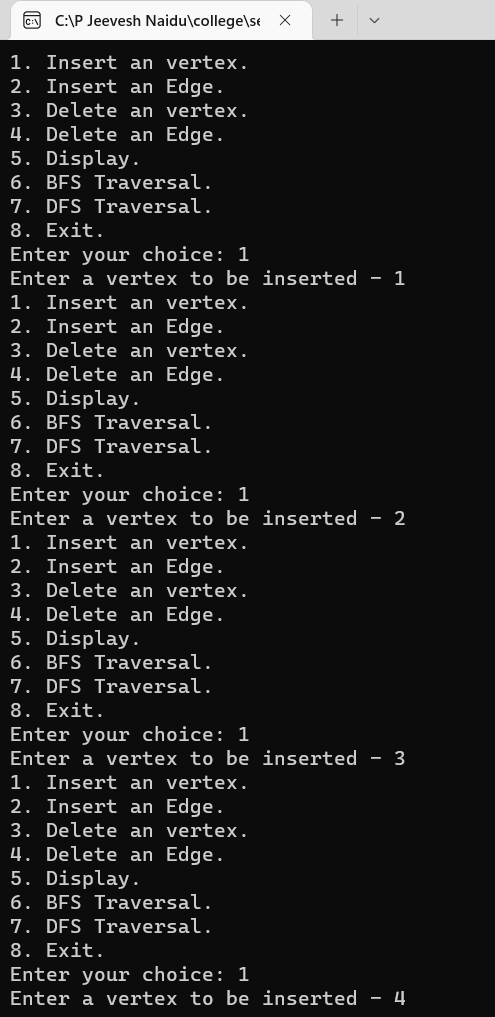 C:\P Jeevesh Naidu\college\se
1. Insert an vertex.
2. Insert an Edge.
3. Delete an vertex.
4. Delete an Edge.
5. Display.
6. BFS Traversal.
7. DFS Traversal.
8. Exit.
Enter your choice: 1
Enter a vertex to be inserted - 1
1. Insert an vertex.
2. Insert an Edge.
3. Delete an vertex.
4. Delete an Edge.
5. Display.
6. BFS Traversal.
7. DFS Traversal.
8. Exit.
Enter your choice: 1
Enter a vertex to be inserted - 2
1. Insert an vertex.
2. Insert an Edge.
3. Delete an vertex.
4. Delete an Edge.
5. Display.
6. BFS Traversal.
7. DFS Traversal.
8. Exit.
Enter your choice: 1
Enter a vertex to be inserted - 3
1. Insert an vertex.
2. Insert an Edge.
3. Delete an vertex.
4. Delete an Edge.
5. Display.
6. BFS Traversal.
7. DFS Traversal.
8. Exit.
Enter your choice: 1
Enter a vertex to be inserted - 4